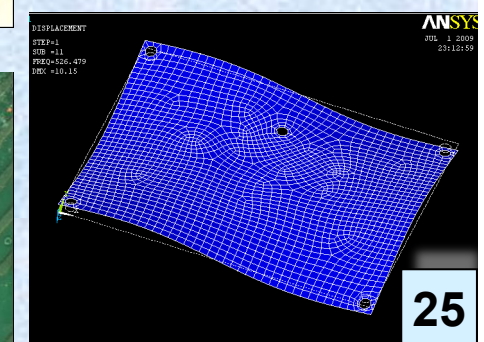 DISPLACEMENT
STEP=1
SUB =11
FREQ=526.479
DMX =10.15
ANSYS
JUL 1 2009
23:12:59
25